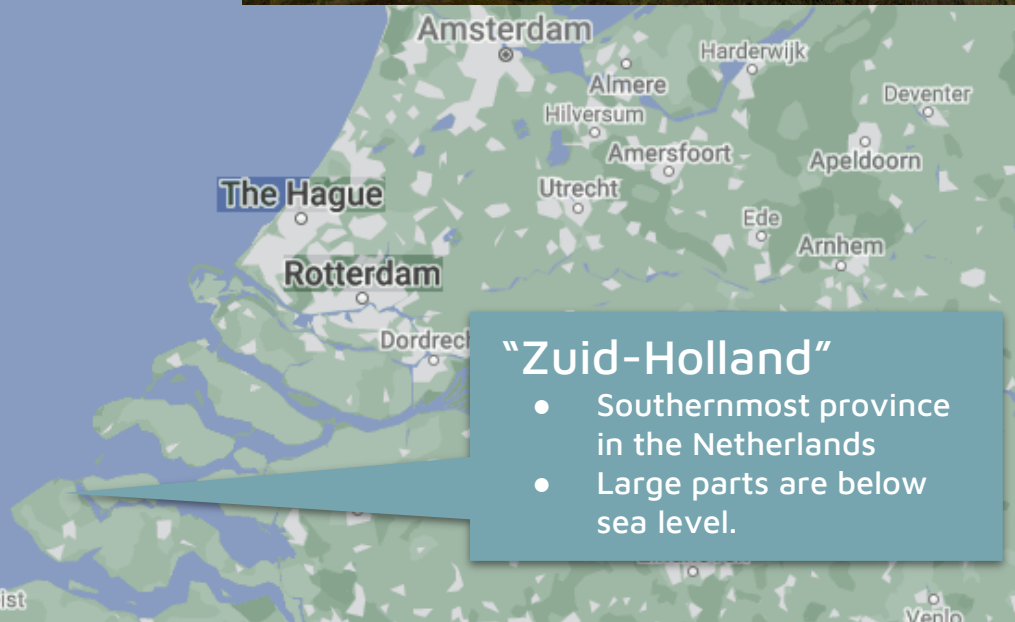 Amsterdam
Harderwijk
Almere
Deventer
Hilversum
Amersfoort
Apeldoorn
The Hague
Utrecht
Ede
Arnhem
Rotterdam
Dordrec
“Zuid-Holland”
● Southernmost province
in the Netherlands
● Large parts are below
sea level.
ist
Venlo